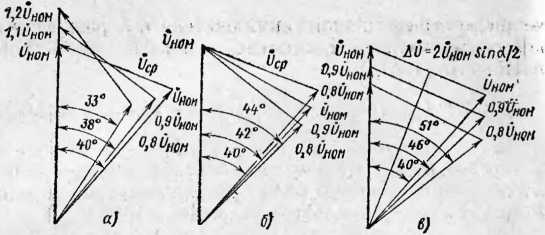 1,2U̇ном
1,1U̇ном
U̇ном
U̇ср
U̇ном
0,9U̇ном
0,8U̇ном
33°
38°
40°
а)
U̇ном
U̇ср
0,8U̇ном
U̇ном
0,9U̇ном
0,8U̇ном
44°
42°
40°
б)
U̇ном
0,9U̇ном
ΔU̇=2U̇ном sind/2
U̇ном
0,9U̇
0,8U̇ном
51°
46°
40°
в)